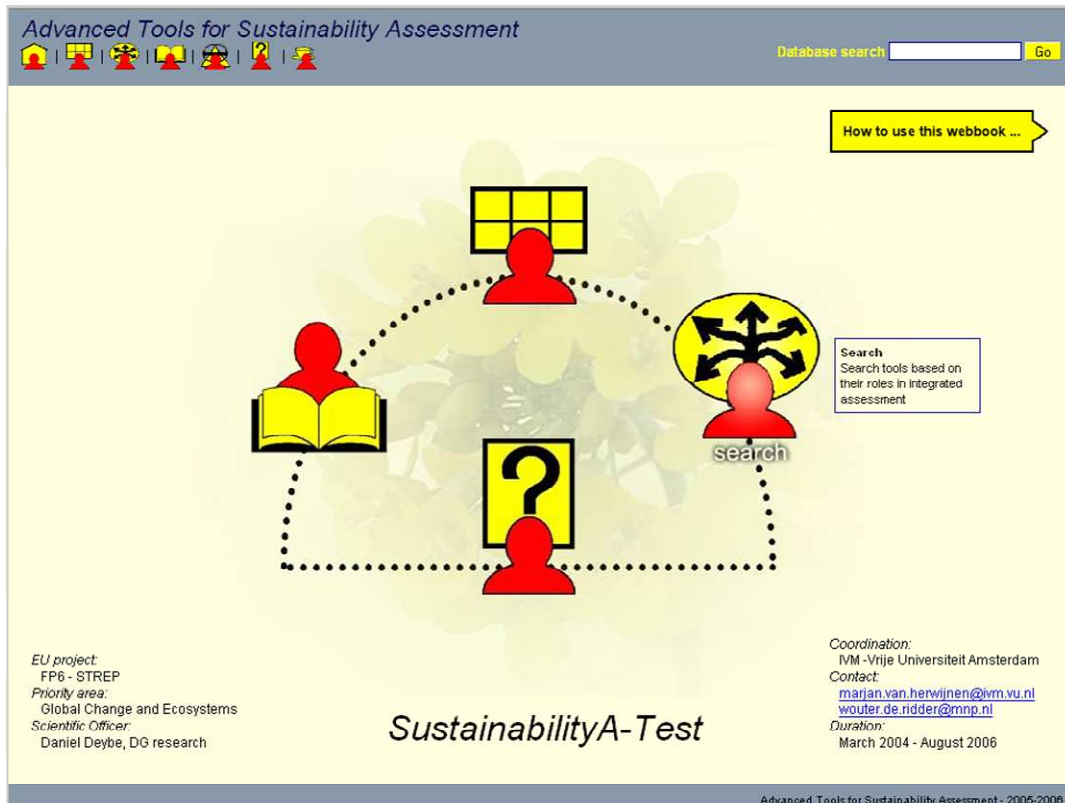 Advanced Tools for Sustainability Assessment
Database search
Go
How to use this webbook ...
?
Search
Search tools based on
their roles in integrated
assessment
search
?
EU project:
FP6 - STREP
Priority area:
Global Change and Ecosystems
Scientific Officer:
Daniel Deybe, DG research
SustainabilityA-Test
Coordination:
IVM -Vrije Universiteit Amsterdam
Contact:
marjan.van.herwijnen@ivm.vu.nl
wouter.de.ridder@mnp.nl
Duration:
March 2004 - August 2006
Advanced Tools for Sustainability Assessment - 2005-2006